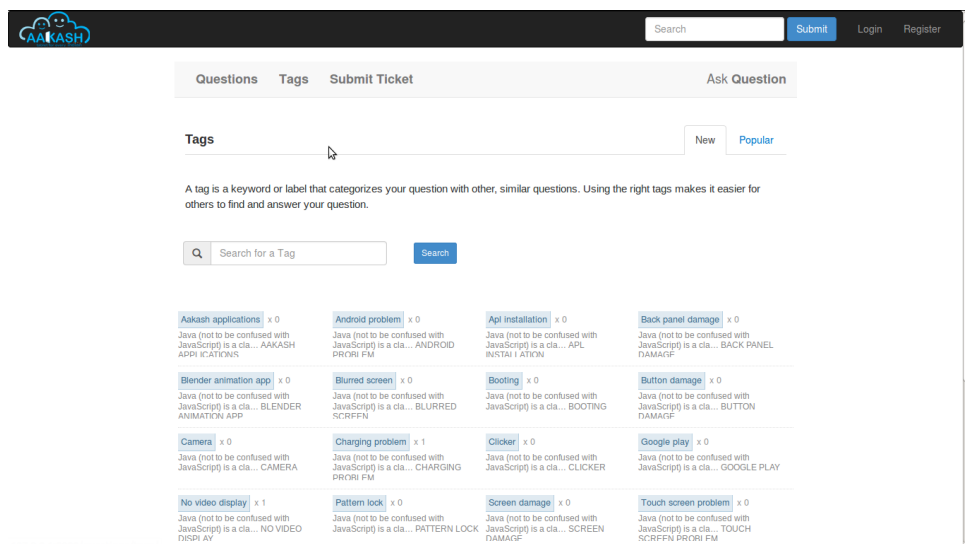 AAKASH
Search
Submit
Login
Register
Questions
Tags
Submit Ticket
Ask Question
Tags
New
Popular
A tag is a keyword or label that categorizes your question with other, similar questions. Using the right tags makes it easier for
others to find and answer your question.
Search for a Tag
Search
Aakash applications x 0
Java (not to be confused with
JavaScript) is a cla... AAKASH
APPLICATIONS
Android problem x 0
Java (not to be confused with
JavaScript) is a cla... ANDROID
PROBLEM
Apl installation x 0
Java (not to be confused with
JavaScript) is a cla... APL
INSTALLATION
Back panel damage x 0
Java (not to be confused with
JavaScript) is a cla... BACK PANEL
DAMAGE
Blender animation app x 0
Java (not to be confused with
JavaScript) is a cla... BLENDER
ANIMATION APP
Blurred screen x 0
Java (not to be confused with
JavaScript) is a cla... BLURRED
SCREEN
Booting x 0
Java (not to be confused with
JavaScript) is a cla... BOOTING
Button damage x 0
Java (not to be confused with
JavaScript) is a cla... BUTTON
DAMAGE
Camera x 0
Java (not to be confused with
JavaScript) is a cla... CAMERA
Charging problem x 1
Java (not to be confused with
JavaScript) is a cla... CHARGING
PROBLEM
Clicker x 0
Java (not to be confused with
JavaScript) is a cla... CLICKER
Google play x 0
Java (not to be confused with
JavaScript) is a cla... GOOGLE PLAY
No video display x 1
Java (not to be confused with
JavaScript) is a cla... NO VIDEO
DISPLAY
Pattern lock x 0
Java (not to be confused with
JavaScript) is a cla... PATTERN LOCK
Screen damage x 0
Java (not to be confused with
JavaScript) is a cla... SCREEN
DAMAGE
Touch screen problem x 0
Java (not to be confused with
JavaScript) is a cla... TOUCH
SCREEN PROBLEM